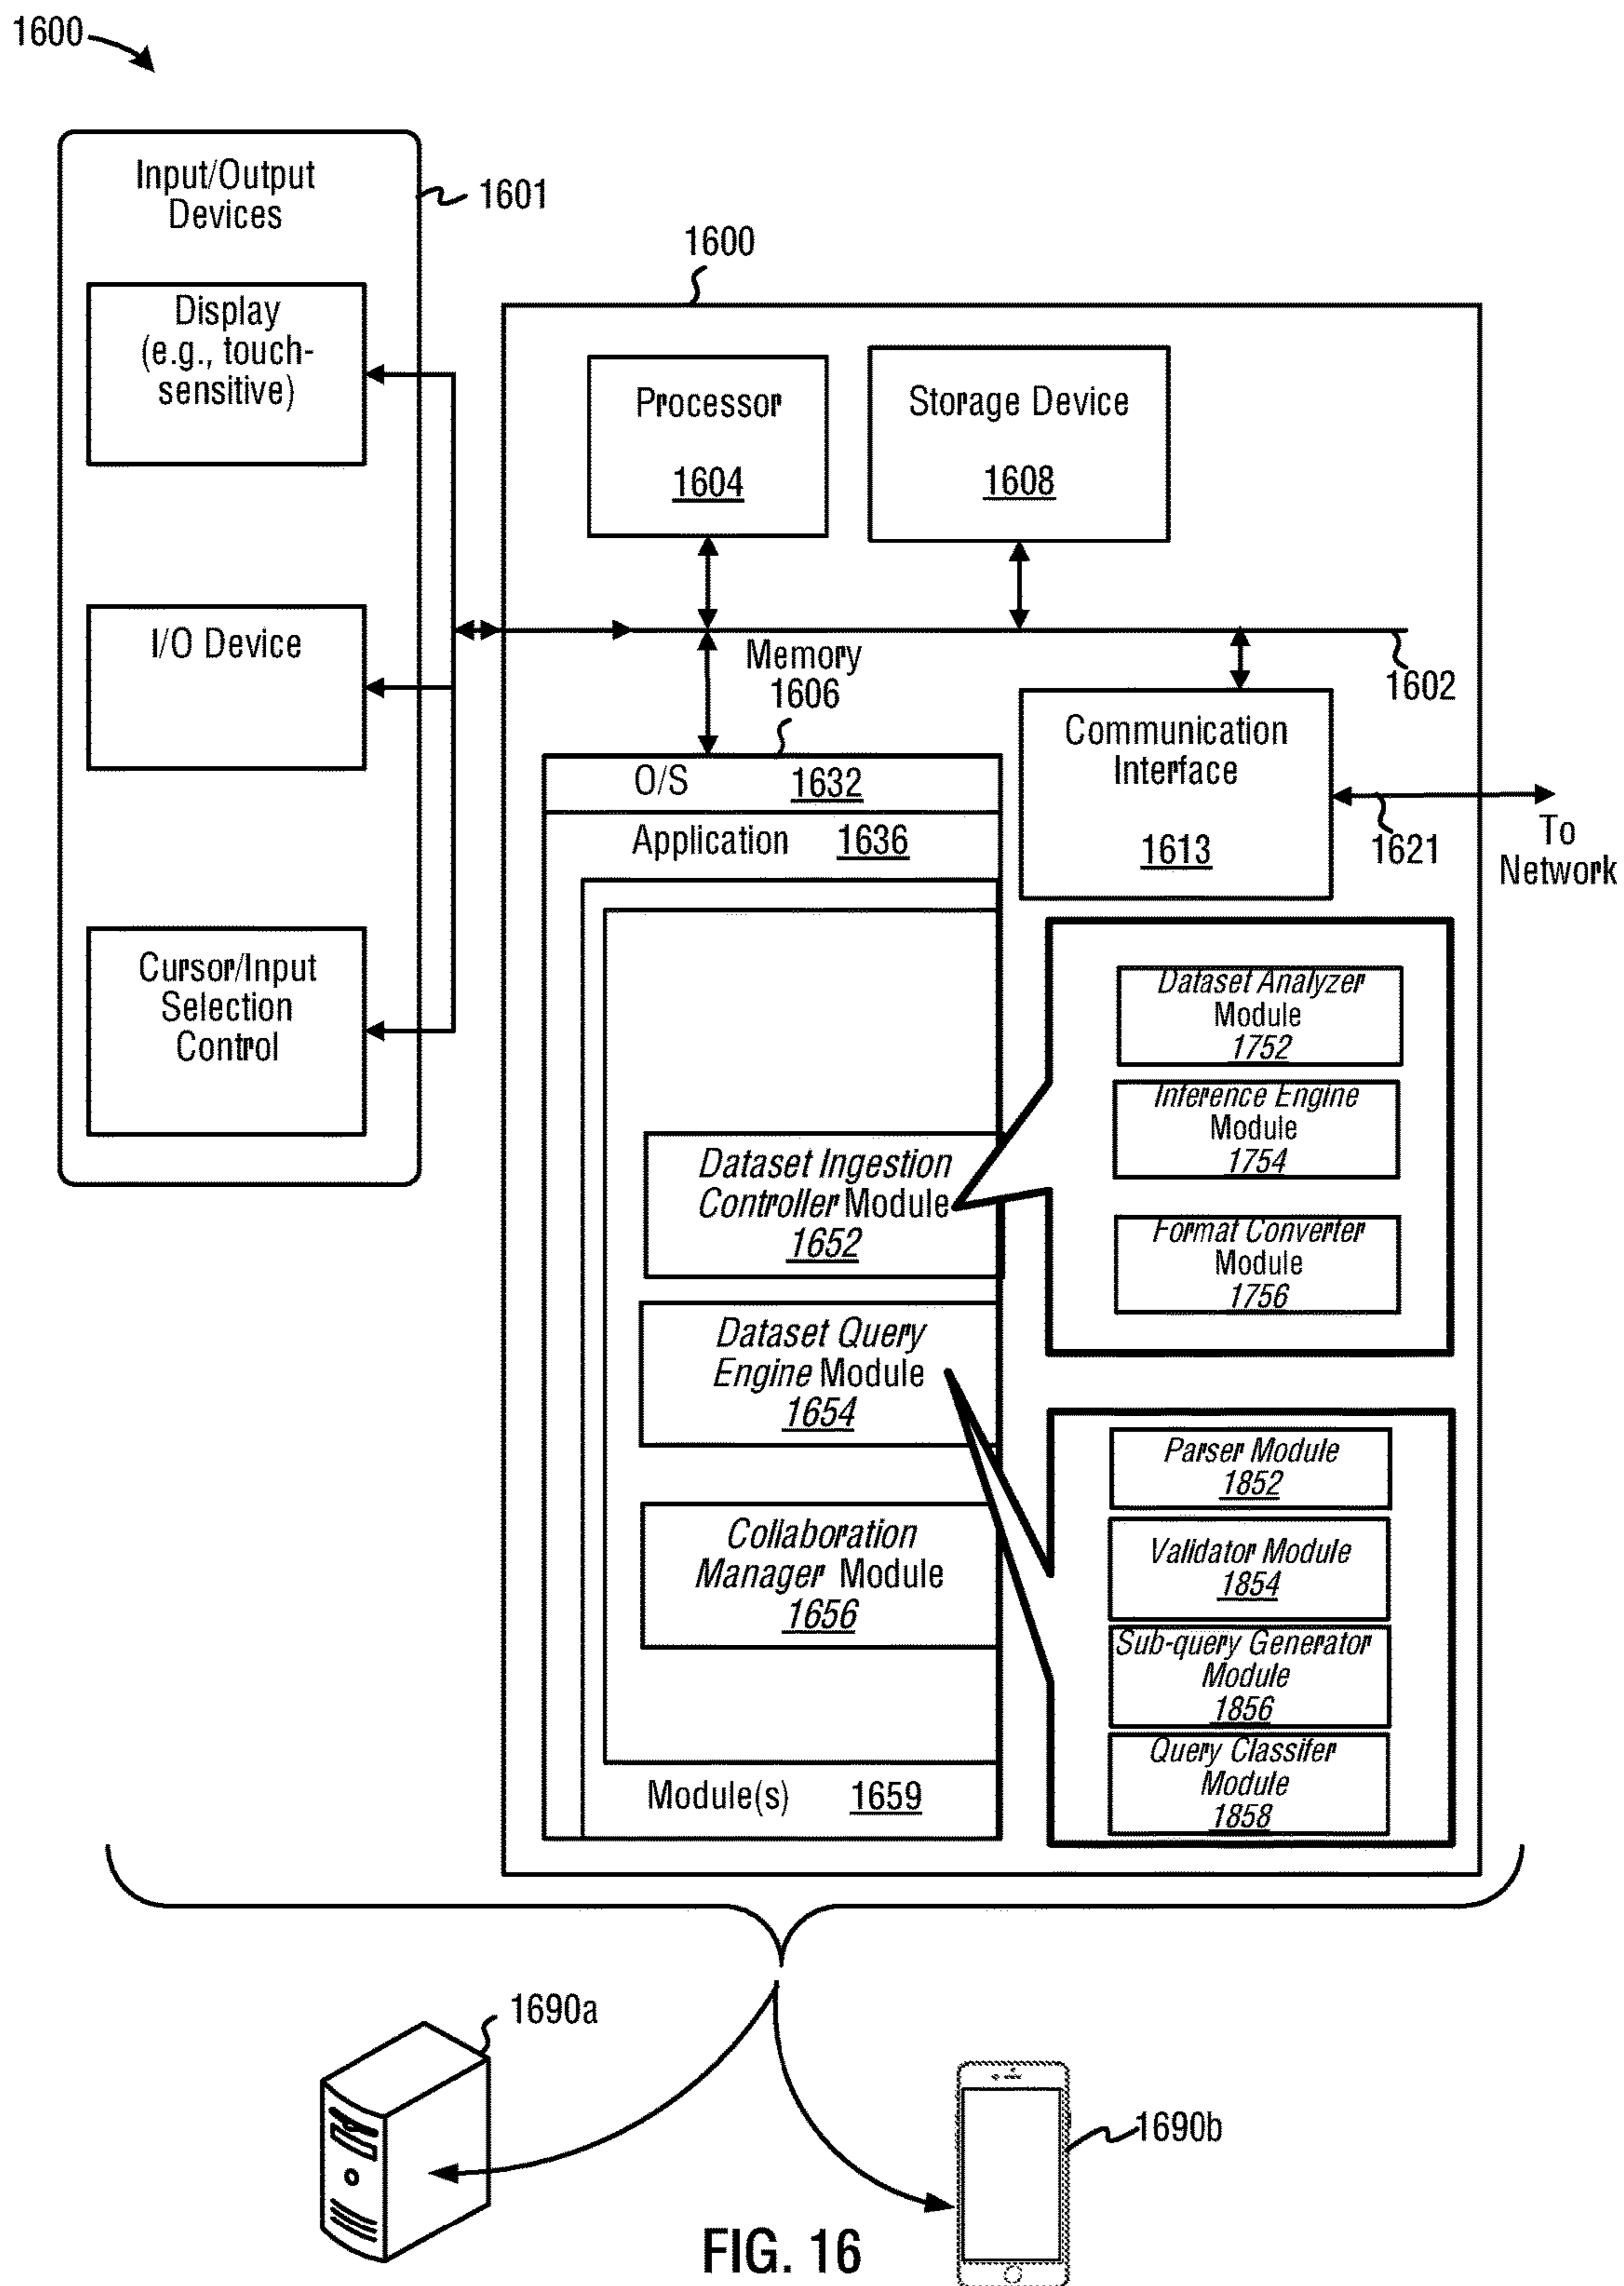 1600
Input/Output
Devices
1601
Display
(e.g., touch-
sensitive)
I/O Device
Cursor/Input
Selection
Control
1600
Processor
1604
Storage Device
1608
1602
Memory
1606
Communication
Interface
1613
1621
To
Network
O/S 1632
Application 1636
Dataset Ingestion
Controller Module
1652
Dataset Query
Engine Module
1654
Collaboration
Manager Module
1656
Module(s) 1659
Dataset Analyzer
Module
1752
Inference Engine
Module
1754
Format Converter
Module
1756
Parser Module
1852
Validator Module
1854
Sub-query Generator
Module
1856
Query Classifer
Module
1858
1690a
1690b
FIG. 16